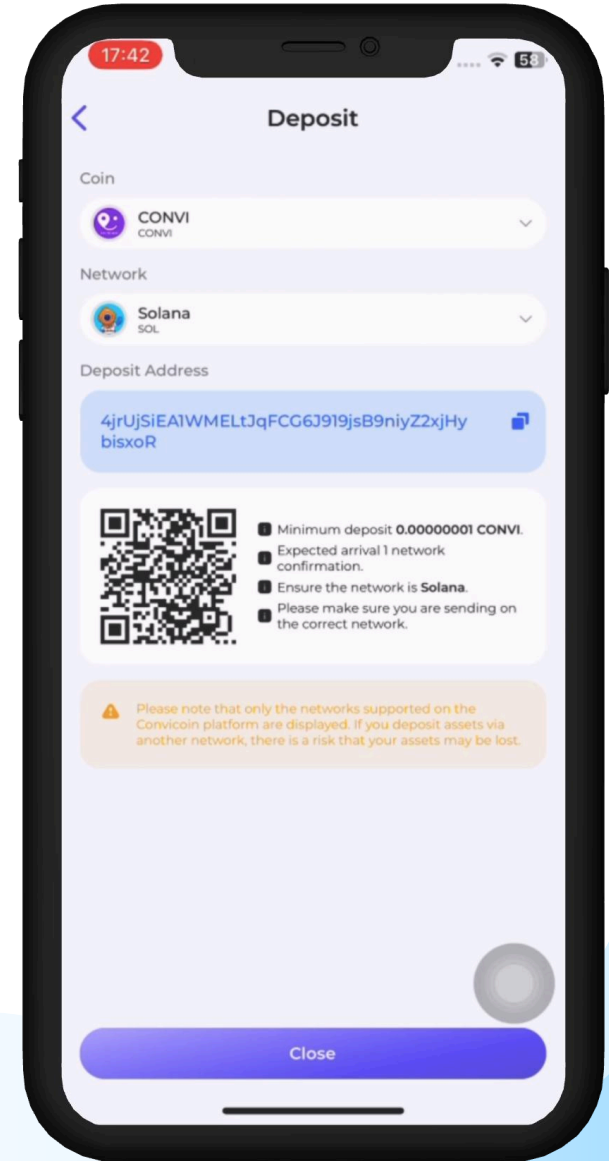 17:42
58
Deposit
Coin
CONVI
CONVI
Network
Solana
SOL
Deposit Address
4jrUjSiEA1WMELtJqFCG6J919jsB9niyZ2xjHy
bisxoR
Minimum deposit 0.00000001 CONVI.
Expected arrival 1 network
confirmation.
Ensure the network is Solana.
Please make sure you are sending on
the correct network.
Please note that only the networks supported on the
Convicoin platform are displayed. If you deposit assets via
another network, there is a risk that your assets may be lost.
Close